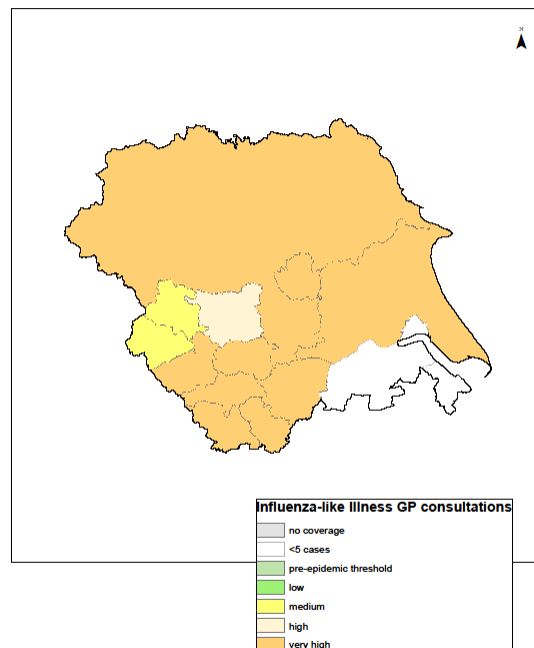 N
Influenza-like Illness GP consultations
no coverage
<5 cases
pre-epidemic threshold
low
medium
high
very high